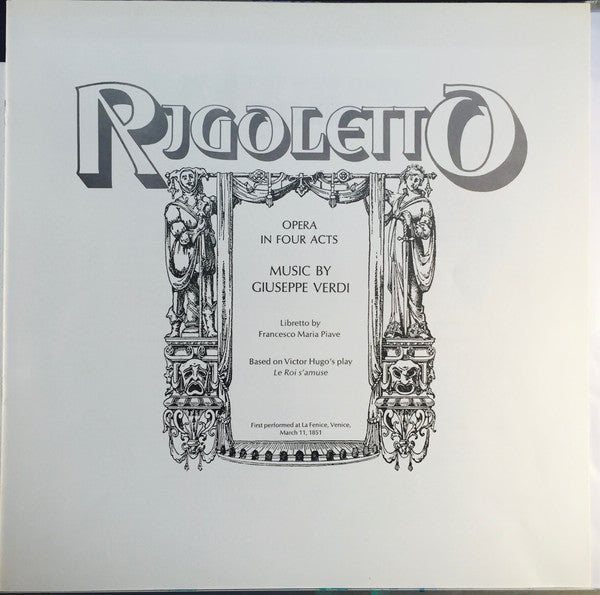 RIGOLETTO
OPERA
IN FOUR ACTS
MUSIC BY
GIUSEPPE VERDI
Libretto by
Francesco Maria Piave
Based on Victor Hugo's play
Le Roi s'amuse
First performed at La Fenice, Venice,
March 11, 1851